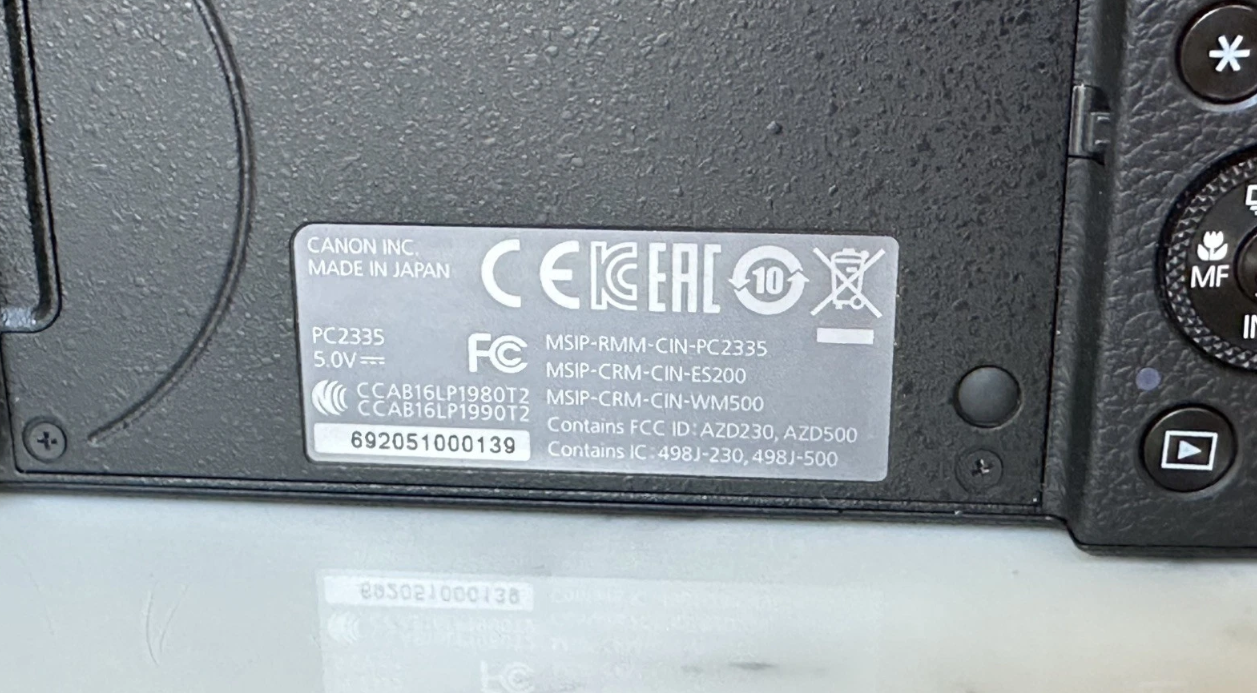 CANON INC.
MADE IN JAPAN
CE KC EAC 10
PC2335
5.0V⎓
FC
CCAB16LP1980T2
CCAB16LP1990T2
692051000139
MSIP-RMM-CIN-PC2335
MSIP-CRM-CIN-ES200
MSIP-CRM-CIN-WM500
Contains FCC ID: AZD230, AZD500
Contains IC: 498J-230, 498J-500
MF